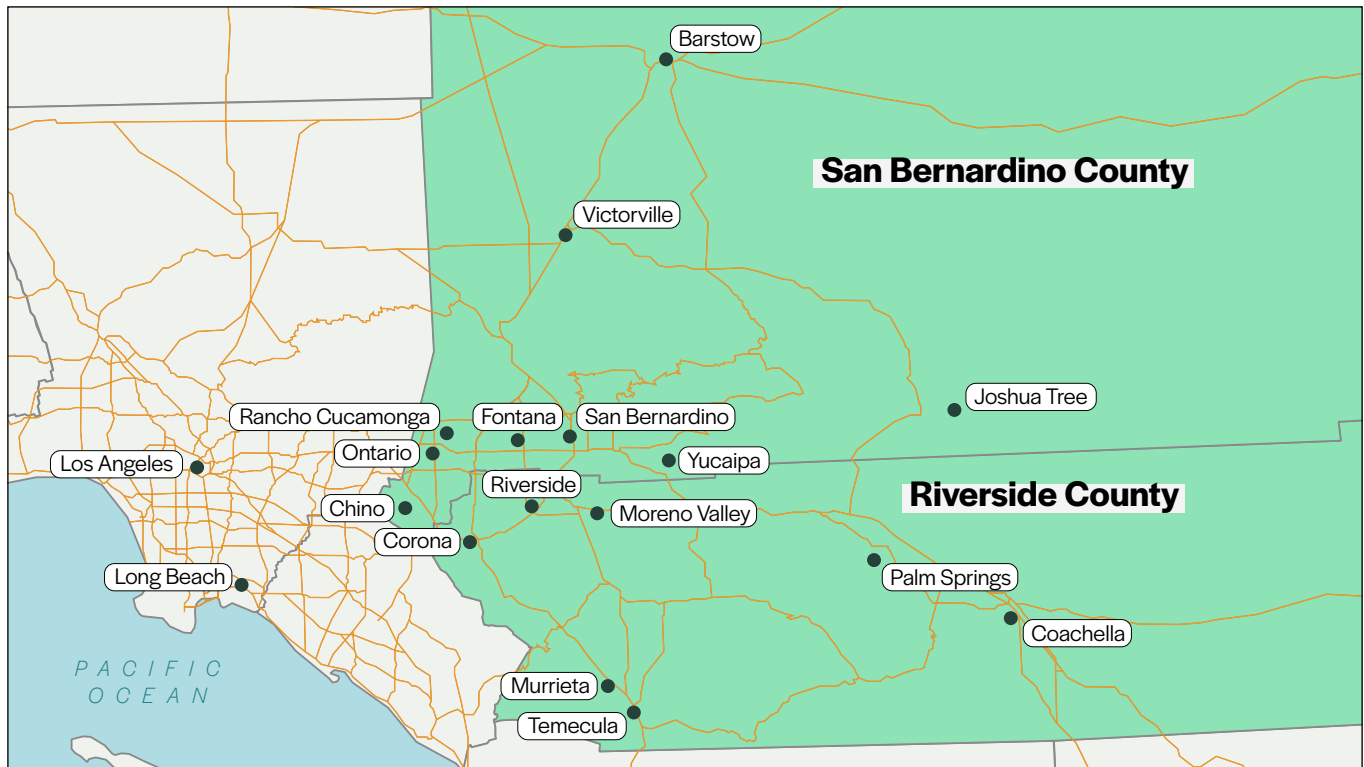 Barstow
San Bernardino County
Victorville
Joshua Tree
Rancho Cucamonga
Fontana
San Bernardino
Ontario
Los Angeles
Yucaipa
Riverside
Riverside County
Chino
Moreno Valley
Corona
Long Beach
Palm Springs
Coachella
PACIFIC
OCEAN
Murrieta
Temecula